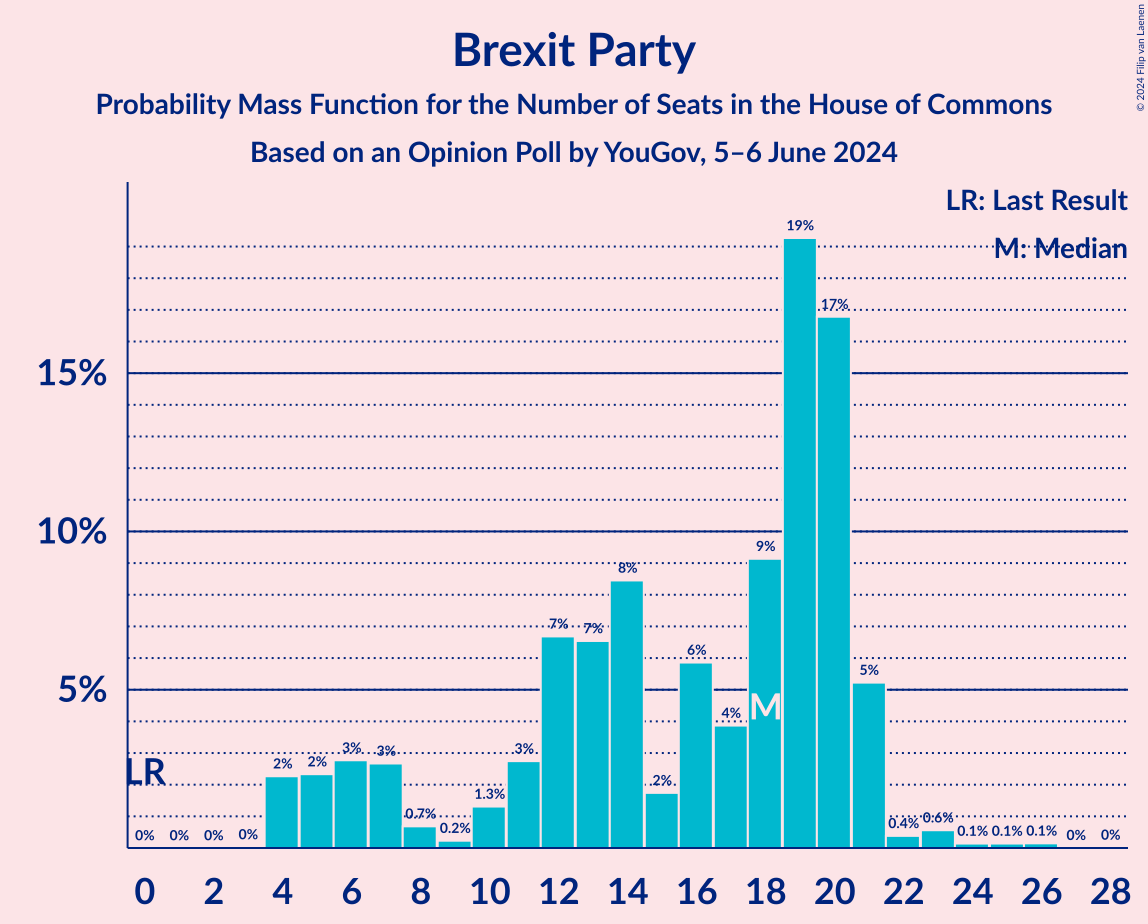 Brexit Party
Probability Mass Function for the Number of Seats in the House of Commons
Based on an Opinion Poll by YouGov, 5–6 June 2024
© 2024 Filip van Laenen
LR: Last Result
M: Median
15%
10%
5%
LR
M
0% 0% 0% 0% 2% 2% 3% 3% 0.7% 0.2% 1.3% 3% 7% 7% 8% 2% 6% 4% 9% 19% 17% 5% 0.4% 0.6% 0.1% 0.1% 0.1% 0% 0%
0 2 4 6 8 10 12 14 16 18 20 22 24 26 28